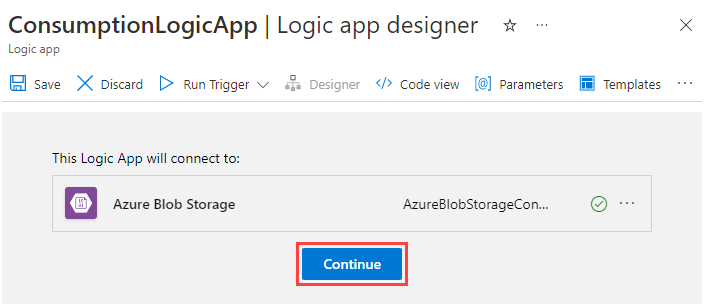 ConsumptionLogicApp | Logic app designer
Logic app
Save Discard Run Trigger Designer Code view Parameters Templates
This Logic App will connect to:
Azure Blob Storage AzureBlobStorageCon...
Continue